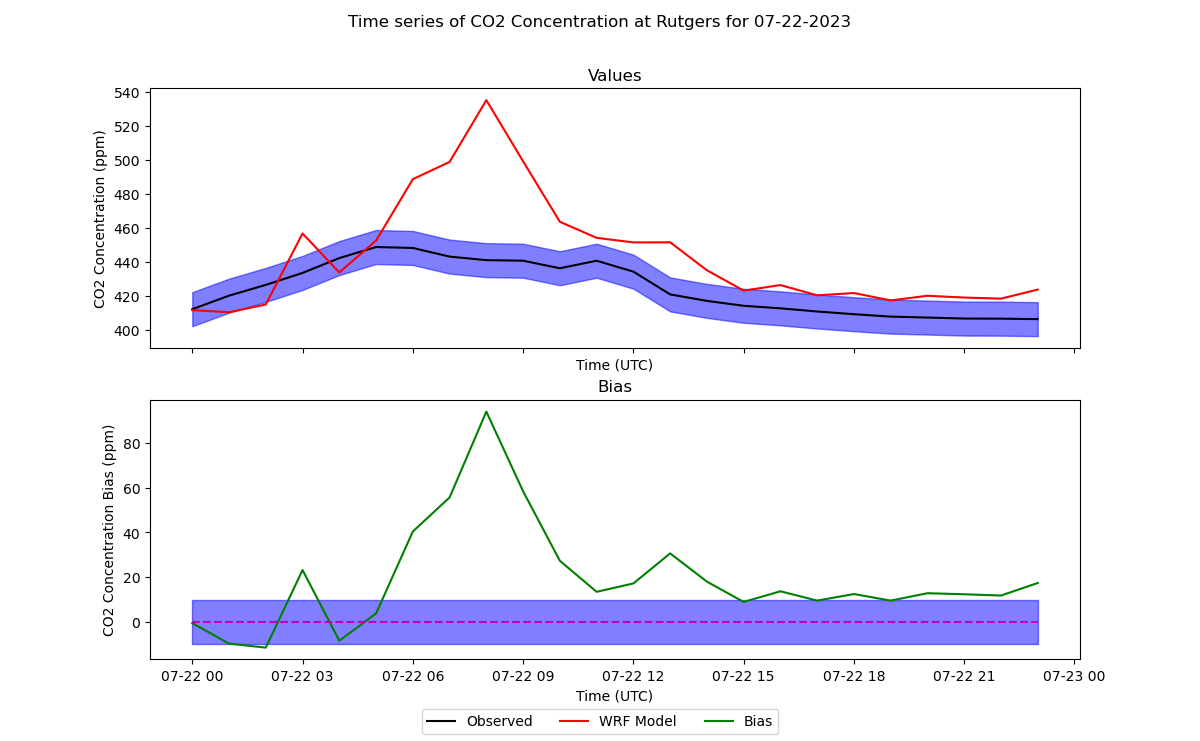 Time series of CO2 Concentration at Rutgers for 07-22-2023
Values
CO2 Concentration (ppm)
540
520
500
480
460
440
420
400
Time (UTC)
Bias
CO2 Concentration Bias (ppm)
80
60
40
20
0
07-22 00 07-22 03 07-22 06 07-22 09 07-22 12 07-22 15 07-22 18 07-22 21 07-23 00
Time (UTC)
Observed WRF Model Bias